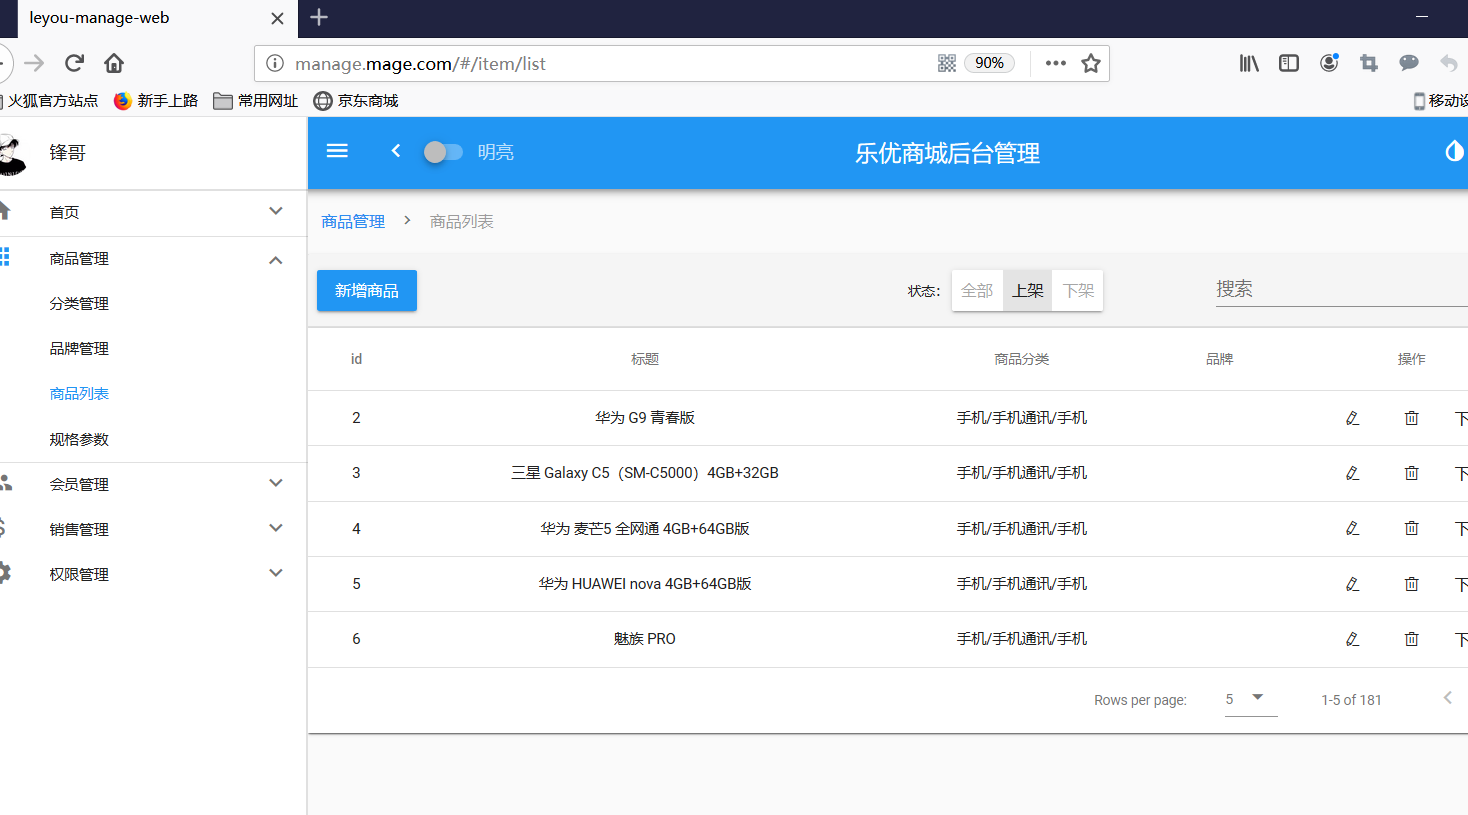 leyou-manage-web
manage.mage.com/#/item/list 90%
火狐官方站点 新手上路 常用网址 京东商城
锋哥
明亮 乐优商城后台管理
首页
商品管理
分类管理
品牌管理
商品列表
规格参数
会员管理
销售管理
权限管理
商品管理 > 商品列表
新增商品 状态: 全部 上架 下架 搜索
id 标题 商品分类 品牌 操作
2 华为 G9 青春版 手机/手机通讯/手机 下
3 三星 Galaxy C5（SM-C5000）4GB+32GB 手机/手机通讯/手机 下
4 华为 麦芒5 全网通 4GB+64GB版 手机/手机通讯/手机 下
5 华为 HUAWEI nova 4GB+64GB版 手机/手机通讯/手机 下
6 魅族 PRO 手机/手机通讯/手机 下
Rows per page: 5 1-5 of 181